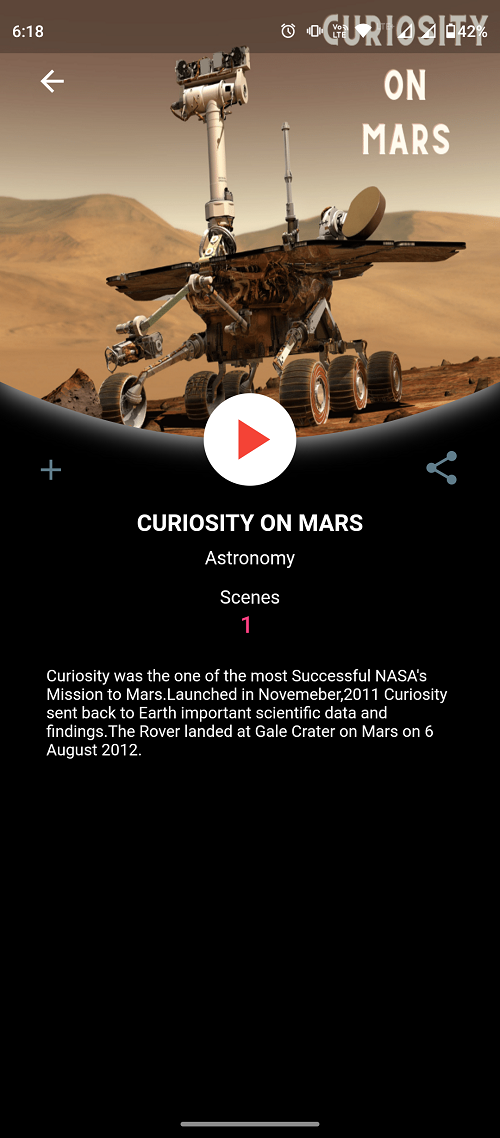 6:18
Vo))
LTE
42%
CURIOSITY
ON
MARS
CURIOSITY ON MARS
Astronomy
Scenes
1
Curiosity was the one of the most Successful NASA's
Mission to Mars.Launched in Novemeber,2011 Curiosity
sent back to Earth important scientific data and
findings.The Rover landed at Gale Crater on Mars on 6
August 2012.